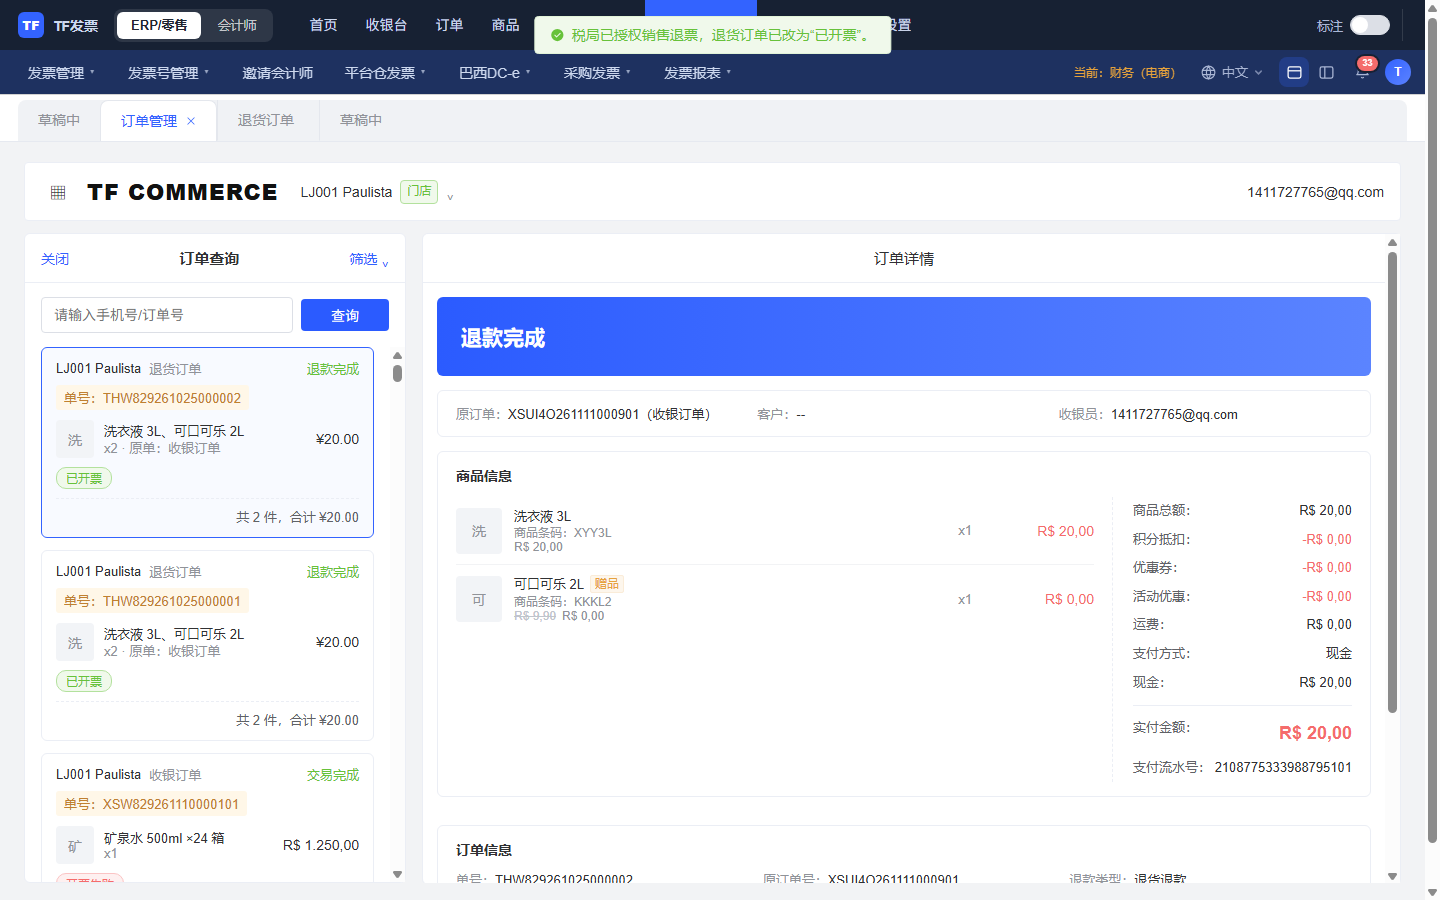 TF TF发票 ERP/零售 会计师 首页 收银台 订单 商品 设置 标注
税局已授权销售退票，退货订单已改为“已开票”。
发票管理 发票号管理 邀请会计师 平台仓发票 巴西DC-e 采购发票 发票报表 当前：财务（电商） 中文 33 T
草稿中 订单管理 × 退货订单 草稿中
TF COMMERCE LJ001 Paulista 门店 1411727765@qq.com
关闭 订单查询 筛选
请输入手机号/订单号 查询
LJ001 Paulista 退货订单 退款完成
单号：THW829261025000002
洗 洗衣液 3L、可口可乐 2L ¥20.00
x2 · 原单：收银订单
已开票
共 2 件，合计 ¥20.00
LJ001 Paulista 退货订单 退款完成
单号：THW829261025000001
洗 洗衣液 3L、可口可乐 2L ¥20.00
x2 · 原单：收银订单
已开票
共 2 件，合计 ¥20.00
LJ001 Paulista 收银订单 交易完成
单号：XSW829261110000101
矿 矿泉水 500ml ×24 箱 R$ 1.250,00
x1
订单详情
退款完成
原订单：XSUI4O261111000901（收银订单） 客户：-- 收银员：1411727765@qq.com
商品信息
洗 洗衣液 3L x1 R$ 20,00
商品条码：XYY3L
R$ 20,00
可 可口可乐 2L 赠品 x1 R$ 0,00
商品条码：KKKL2
R$ 9,90 R$ 0,00
商品总额： R$ 20,00
积分抵扣： -R$ 0,00
优惠券： -R$ 0,00
活动优惠： -R$ 0,00
运费： R$ 0,00
支付方式： 现金
现金： R$ 20,00
实付金额： R$ 20,00
支付流水号： 2108775333988795101
订单信息
单号：THW829261025000002 原订单号：XSUI4O261111000901 退款类型：退货退款